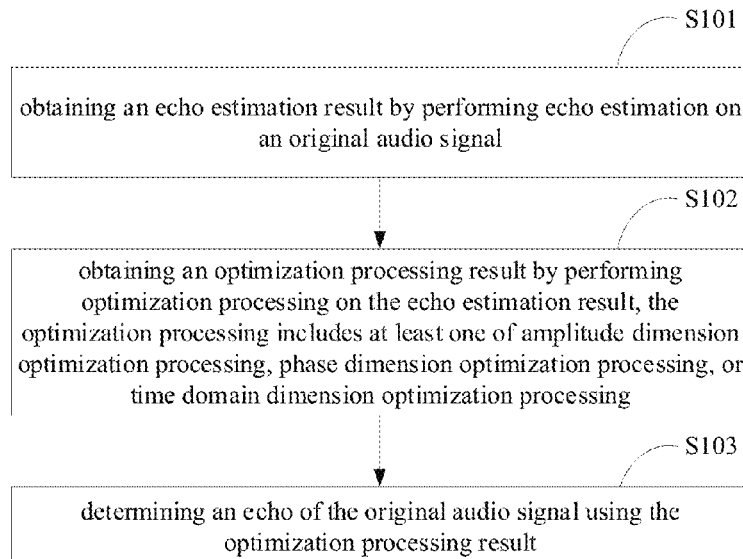 S101
obtaining an echo estimation result by performing echo estimation on
an original audio signal
S102
obtaining an optimization processing result by performing
optimization processing on the echo estimation result, the
optimization processing includes at least one of amplitude dimension
optimization processing, phase dimension optimization processing, or
time domain dimension optimization processing
S103
determining an echo of the original audio signal using the
optimization processing result